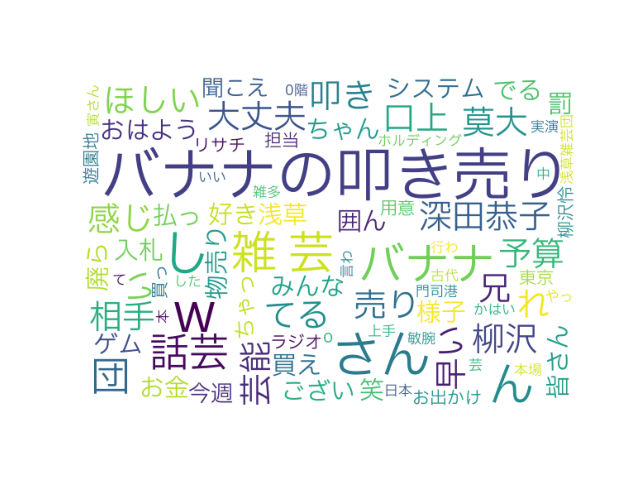 寅さん
ほしい
聞こえ
0階
叩き
システム
でる
罰
遊園地
おはよう
大丈夫
ちゃん
口上
莫大
実演
浅草雑芸団
リサチ
担当
ホルディング
バナナの叩き売り
いい
雑多
中
柳沢怜
感じ
払っ
好き
浅草
囲ん
用意
深田恭子
廃ら
入札
し
物売り
雑 芸
言わ
バナナ
行わ
予算
て
買っ
した
みんな
古代
東京
やっ
相手
本
w
ちゃっ
てる
売り
門司港
様子
兄
かはい
れ
ゲム
話芸
ラジオ
o
さん
上手
敏腕
柳沢
芸
本場
皆さん
団
お金
今週
芸能
買え
ござい
笑
日本
お出かけ
早
ん